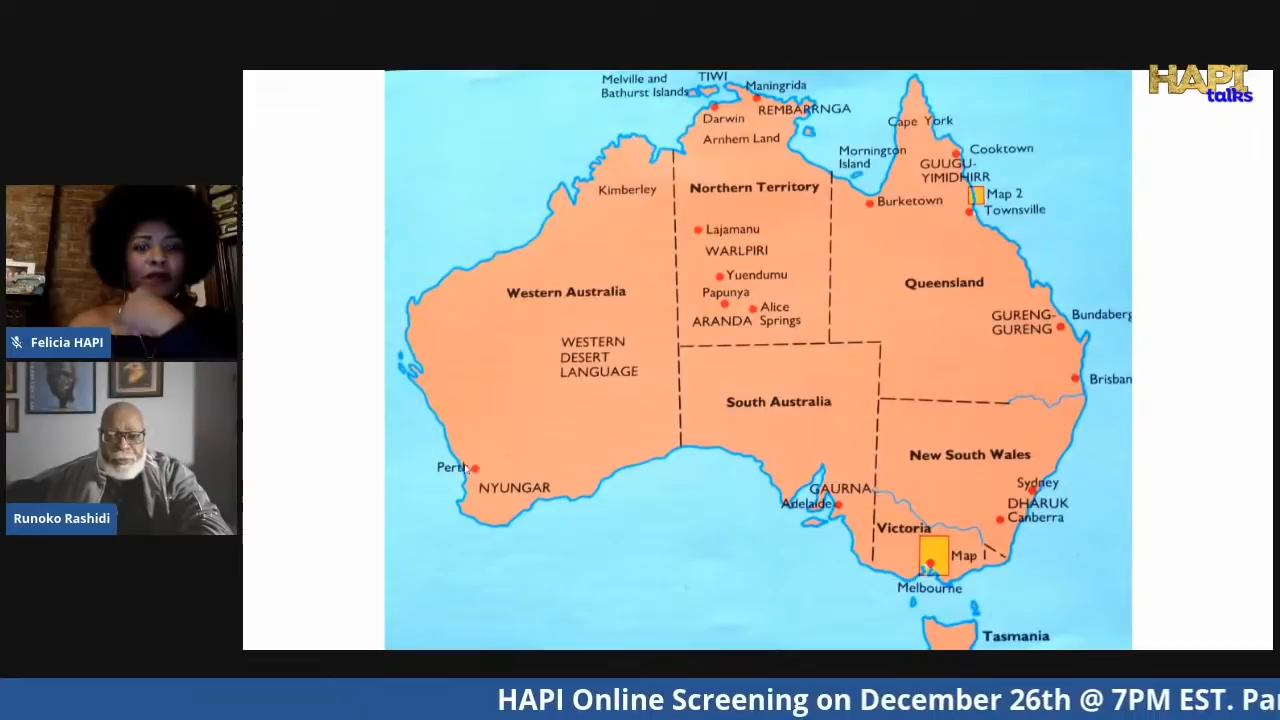 HAPI
talks
Felicia HAPI
Runoko Rashidi
Melville and
Bathurst Islands
TIWI
Maningrida
REMBARRNGA
Darwin
Arnhem Land
Cape York
Mornington
Island
Cooktown
GUUGU-
YIMIDHIRR
Map 2
Townsville
Burketown
Kimberley
Northern Territory
Lajamanu
WARLPIRI
Yuendumu
Papunya
Alice
Springs
ARANDA
Queensland
Western Australia
WESTERN
DESERT
LANGUAGE
GURENG-
GURENG
Bundaberg
Brisban
South Australia
New South Wales
Perth
NYUNGAR
GAURNA
Adelaide
Sydney
DHARUK
Canberra
Victoria
Map 1
Melbourne
Tasmania
HAPI Online Screening on December 26th @ 7PM EST. Pa